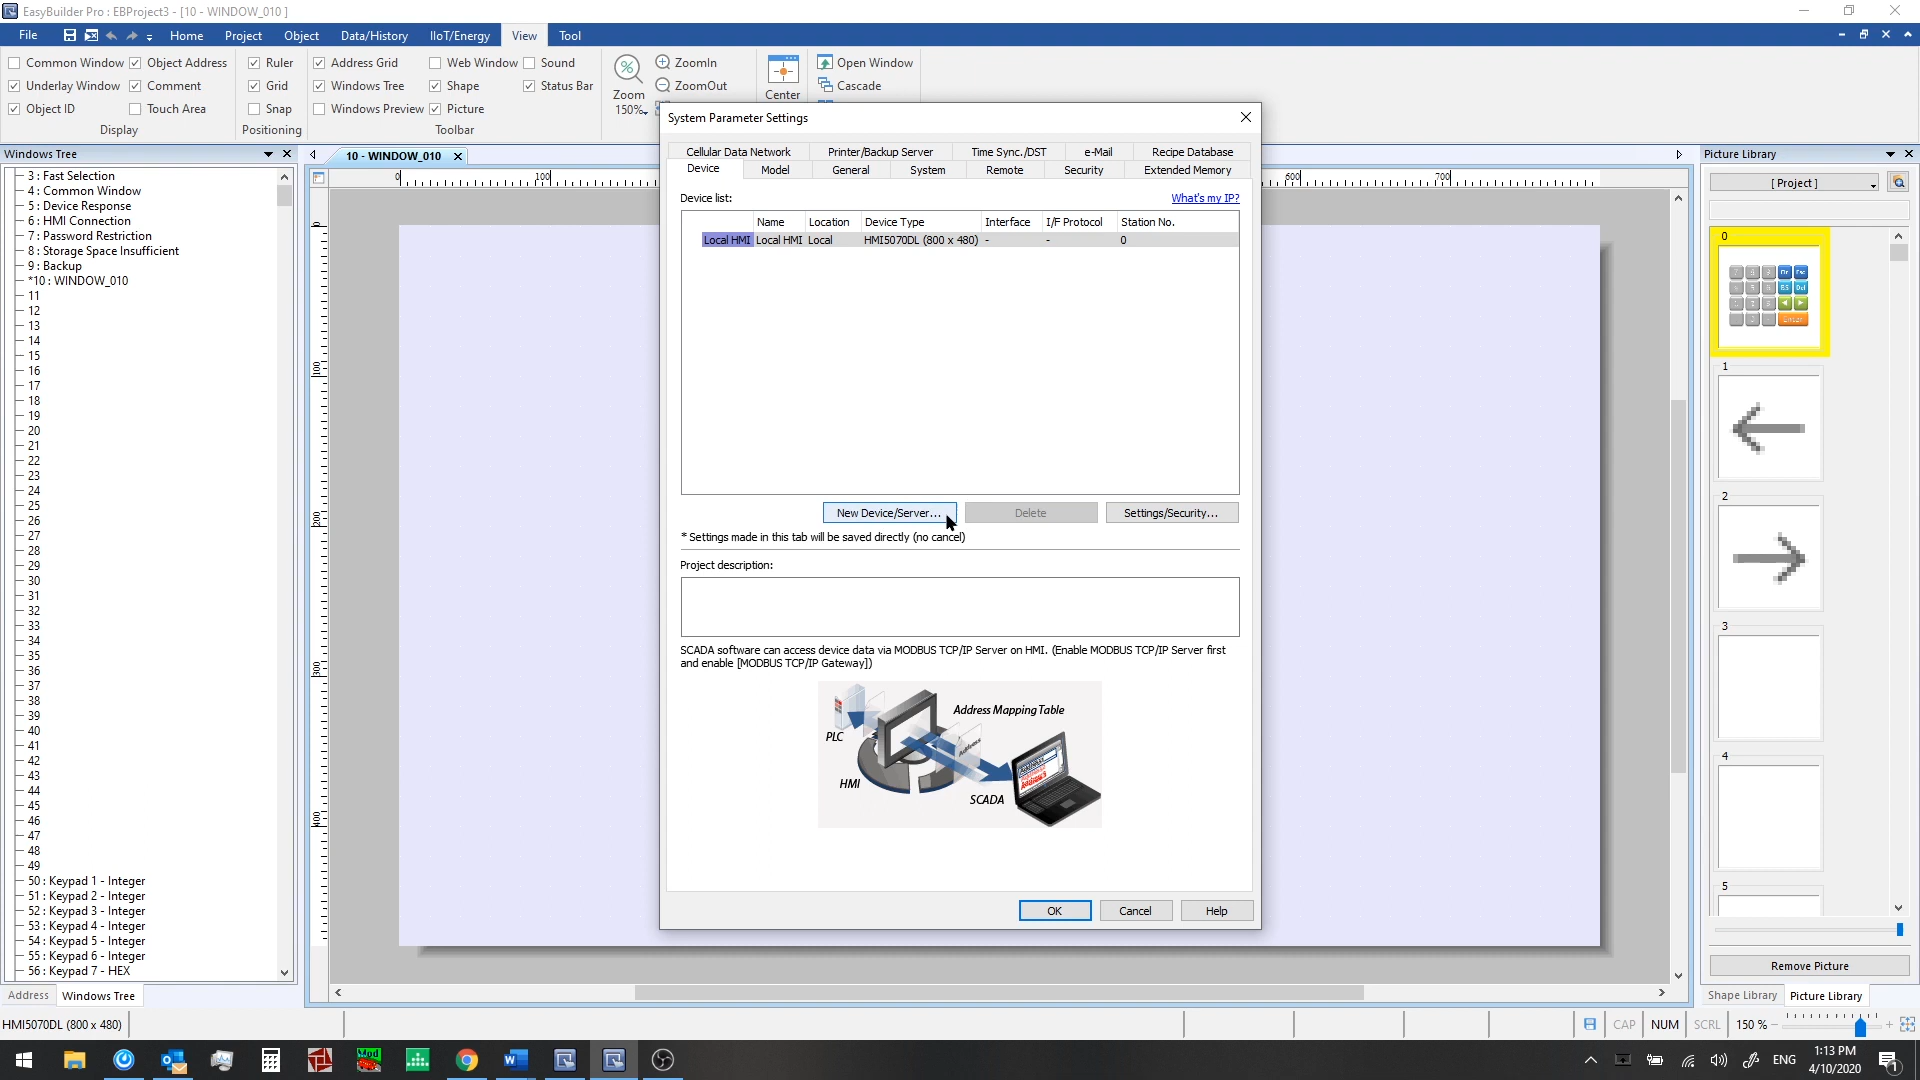 EasyBuilder Pro : EBProject3 - [10 - WINDOW_010 ]
File Home Project Object Data/History IIoT/Energy View Tool
Common Window Object Address Ruler Address Grid Web Window Sound ZoomIn Open Window
Underlay Window Comment Grid Windows Tree Shape Status Bar Zoom ZoomOut Center Cascade
Object ID Touch Area Snap Windows Preview Picture 150%
Display Positioning Toolbar
Windows Tree
10 - WINDOW_010
Picture Library
3 : Fast Selection
4 : Common Window
5 : Device Response
6 : HMI Connection
7 : Password Restriction
8 : Storage Space Insufficient
9 : Backup
*10 : WINDOW_010
11
12
13
14
15
16
17
18
19
20
21
22
23
24
25
26
27
28
29
30
31
32
33
34
35
36
37
38
39
40
41
42
43
44
45
46
47
48
49
50 : Keypad 1 - Integer
51 : Keypad 2 - Integer
52 : Keypad 3 - Integer
53 : Keypad 4 - Integer
54 : Keypad 5 - Integer
55 : Keypad 6 - Integer
56 : Keypad 7 - HEX
Address Windows Tree
0 100 600 700
0
100
200
300
400
System Parameter Settings
Cellular Data Network Printer/Backup Server Time Sync./DST e-Mail Recipe Database
Device Model General System Remote Security Extended Memory
Device list: What's my IP?
Name Location Device Type Interface I/F Protocol Station No.
Local HMI Local HMI Local HMI5070DL (800 x 480) - - 0
New Device/Server... Delete Settings/Security...
* Settings made in this tab will be saved directly (no cancel)
Project description:
SCADA software can access device data via MODBUS TCP/IP Server on HMI. (Enable MODBUS TCP/IP Server first
and enable [MODBUS TCP/IP Gateway])
Address Mapping Table
PLC
Address
HMI
SCADA
OK Cancel Help
[ Project ]
0
1
2
3
4
5
Remove Picture
Shape Library Picture Library
HMI5070DL (800 x 480) CAP NUM SCRL 150 %
ENG 1:13 PM
4/10/2020